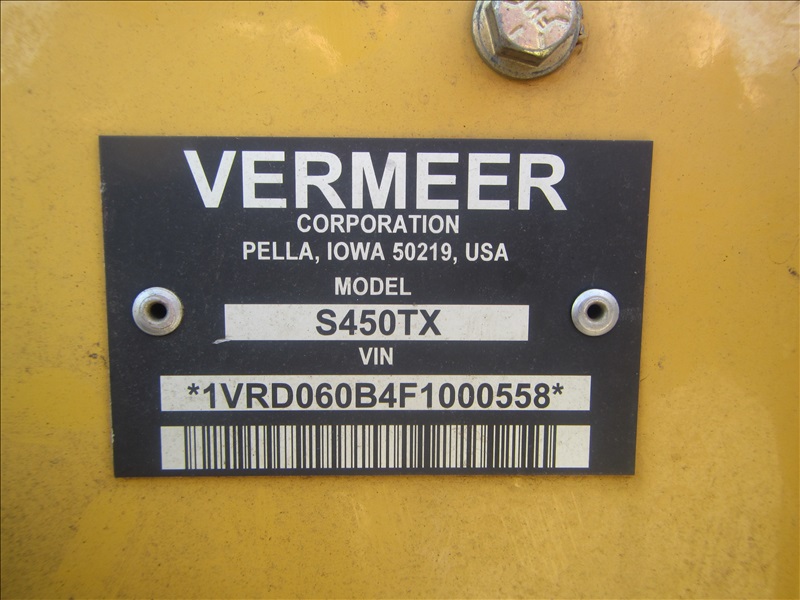 VERMEER
CORPORATION
PELLA, IOWA 50219, USA
MODEL
S450TX
VIN
*1VRD060B4F1000558*